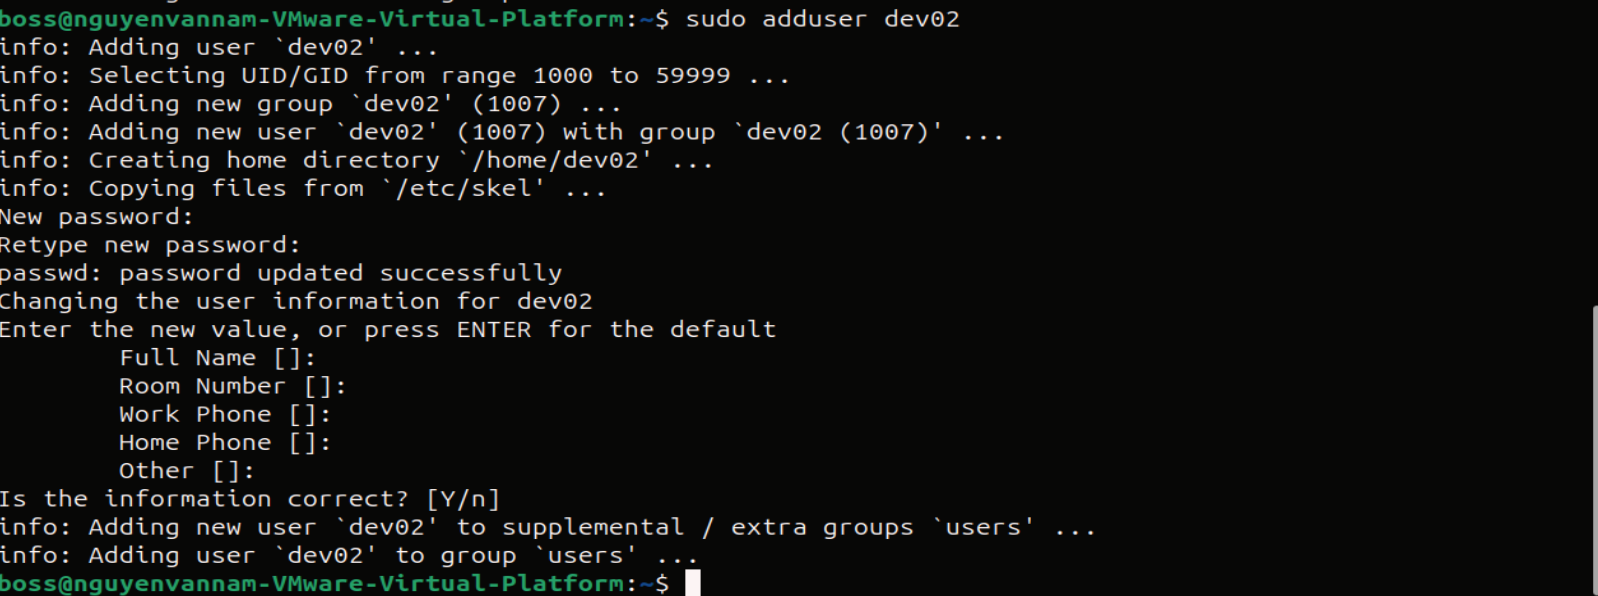 boss@nguyenvannam-VMware-Virtual-Platform:~$ sudo adduser dev02
info: Adding user `dev02' ...
info: Selecting UID/GID from range 1000 to 59999 ...
info: Adding new group `dev02' (1007) ...
info: Adding new user `dev02' (1007) with group `dev02 (1007)' ...
info: Creating home directory `/home/dev02' ...
info: Copying files from `/etc/skel' ...
New password:
Retype new password:
passwd: password updated successfully
Changing the user information for dev02
Enter the new value, or press ENTER for the default
Full Name []:
Room Number []:
Work Phone []:
Home Phone []:
Other []:
Is the information correct? [Y/n]
info: Adding new user `dev02' to supplemental / extra groups `users' ...
info: Adding user `dev02' to group `users' ...
boss@nguyenvannam-VMware-Virtual-Platform:~$